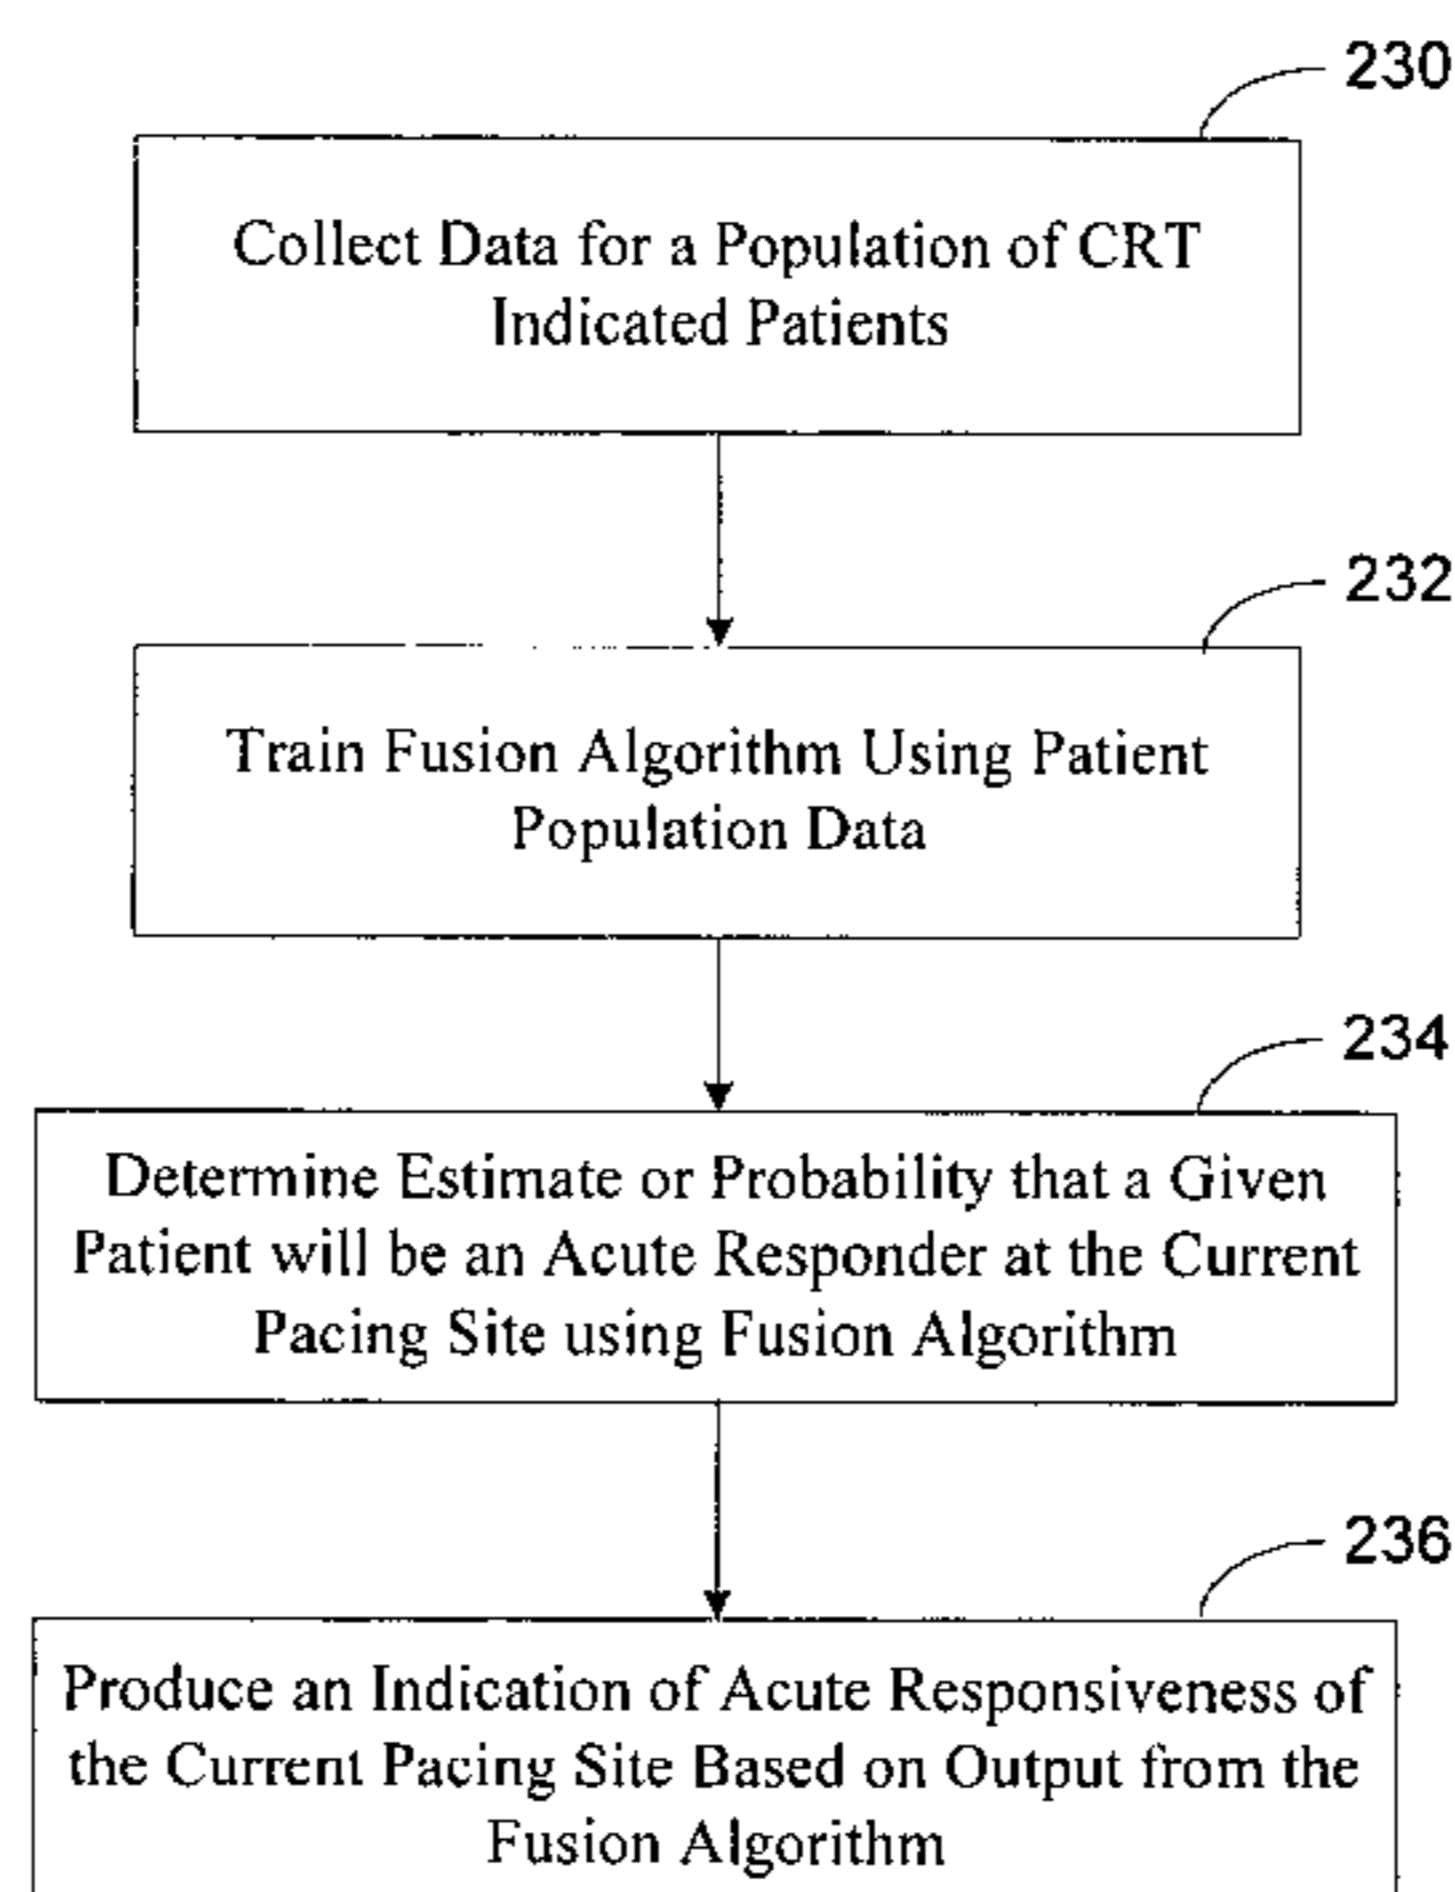 230
Collect Data for a Population of CRT
Indicated Patients
232
Train Fusion Algorithm Using Patient
Population Data
234
Determine Estimate or Probability that a Given
Patient will be an Acute Responder at the Current
Pacing Site using Fusion Algorithm
236
Produce an Indication of Acute Responsiveness of
the Current Pacing Site Based on Output from the
Fusion Algorithm